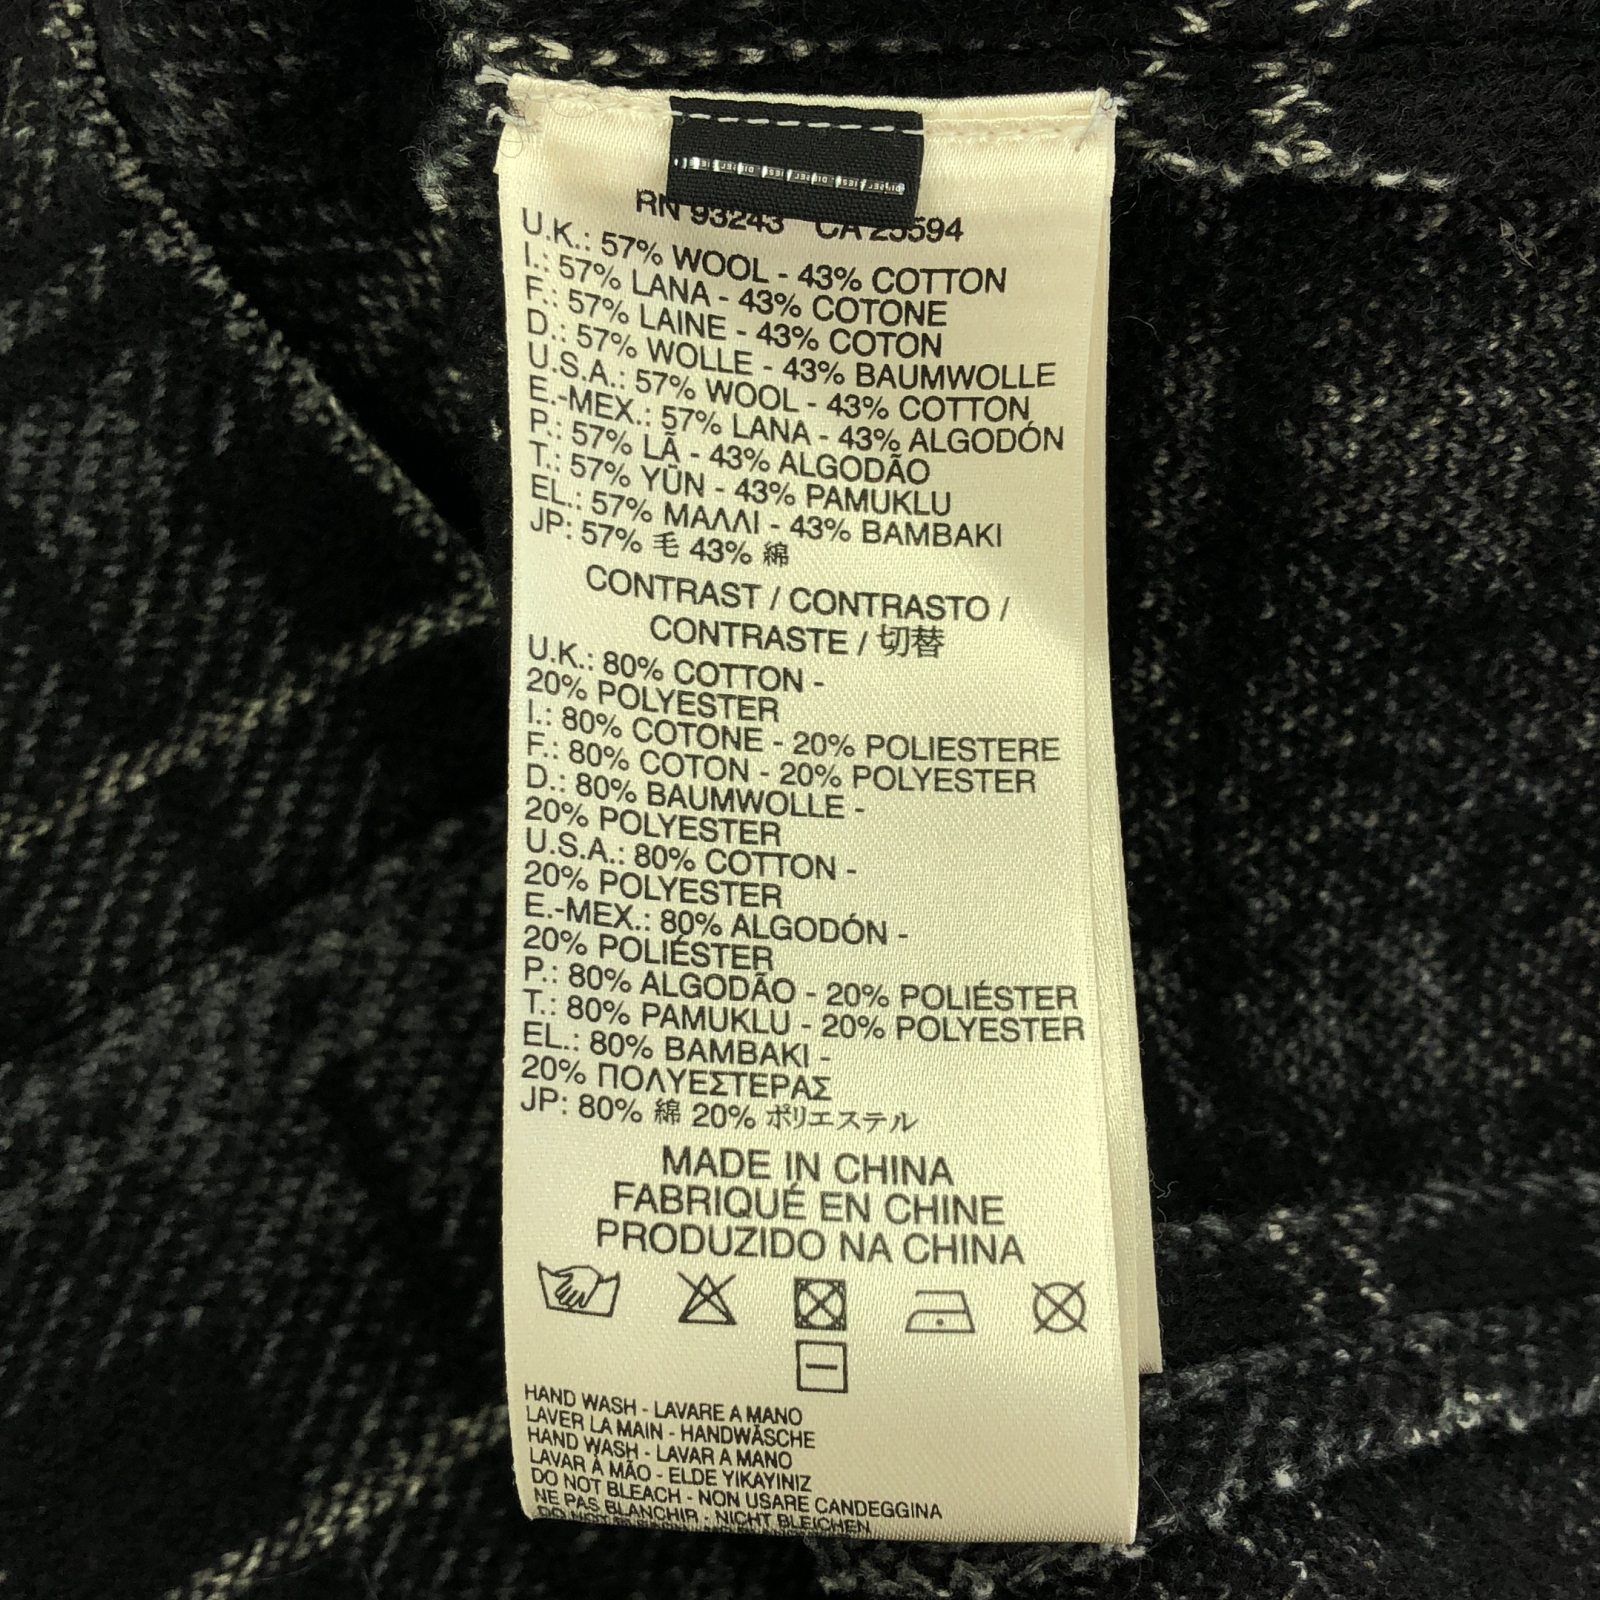 RN 93243 CA 25594
U.K.: 57% WOOL - 43% COTTON
I.: 57% LANA - 43% COTONE
F.: 57% LAINE - 43% COTON
D.: 57% WOLLE - 43% BAUMWOLLE
U.S.A.: 57% WOOL - 43% COTTON
E.-MEX.: 57% LANA - 43% ALGODÓN
P.: 57% LÃ - 43% ALGODÃO
T.: 57% YÜN - 43% PAMUKLU
EL.: 57% ΜΑΛΛΙ - 43% ΒΑΜΒΑΚΙ
JP: 57% 毛 43% 綿
CONTRAST / CONTRASTO /
CONTRASTE / 切替
U.K.: 80% COTTON -
20% POLYESTER
I.: 80% COTONE - 20% POLIESTERE
F.: 80% COTON - 20% POLYESTER
D.: 80% BAUMWOLLE -
20% POLYESTER
U.S.A.: 80% COTTON -
20% POLYESTER
E.-MEX.: 80% ALGODÓN -
20% POLIÉSTER
P.: 80% ALGODÃO - 20% POLIÉSTER
T.: 80% PAMUKLU - 20% POLYESTER
EL.: 80% ΒΑΜΒΑΚΙ -
20% ΠΟΛΥΕΣΤΕΡΑΣ
JP: 80% 綿 20% ポリエステル
MADE IN CHINA
FABRIQUÉ EN CHINE
PRODUZIDO NA CHINA
HAND WASH - LAVARE A MANO
LAVER LA MAIN - HANDWÄSCHE
HAND WASH - LAVAR A MANO
LAVAR À MÃO - ELDE YIKAYINIZ
DO NOT BLEACH - NON USARE CANDEGGINA
NE PAS BLANCHIR - NICHT BLEICHEN